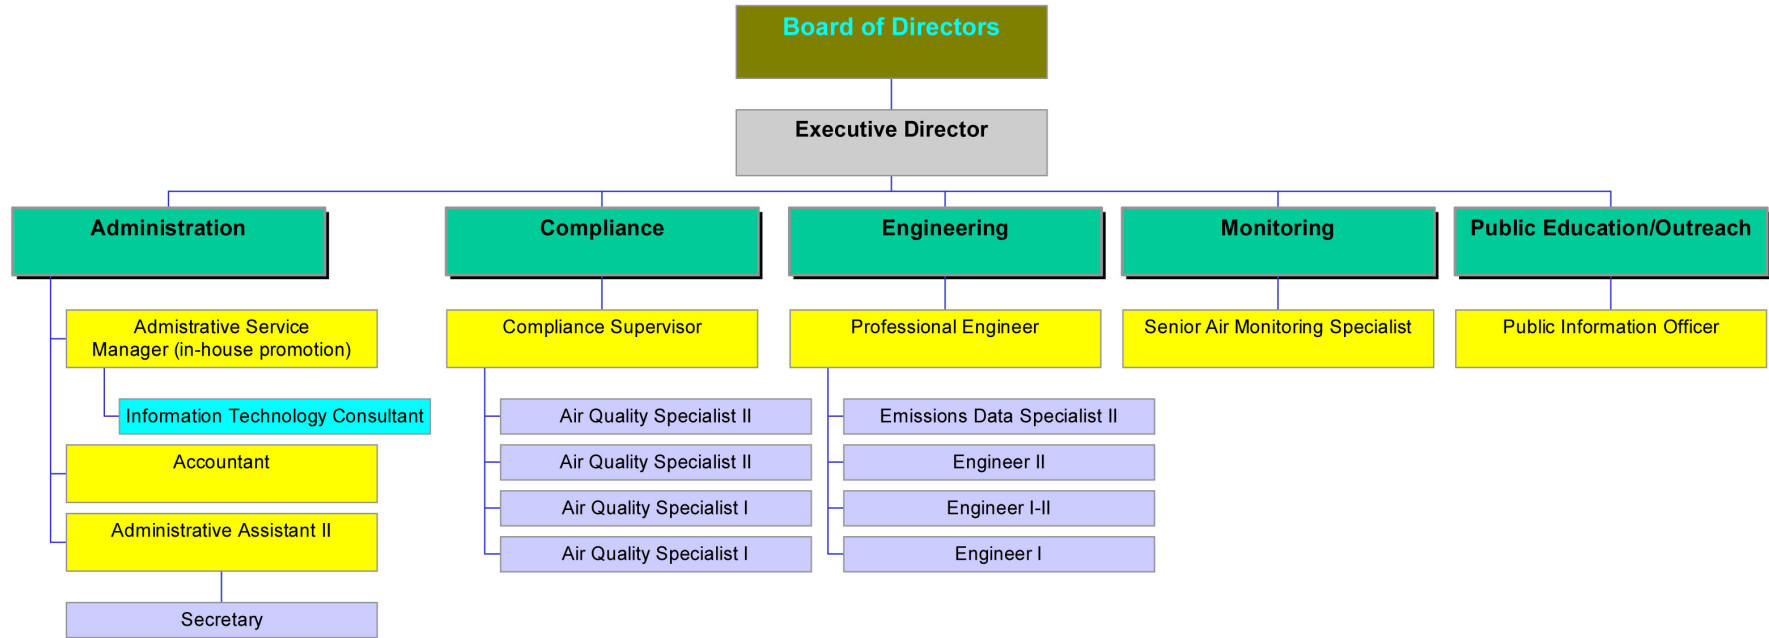 Board of Directors
Executive Director
Administration
Compliance
Engineering
Monitoring
Public Education/Outreach
Admistrative Service
Manager (in-house promotion)
Information Technology Consultant
Accountant
Administrative Assistant II
Secretary
Compliance Supervisor
Air Quality Specialist II
Air Quality Specialist II
Air Quality Specialist I
Air Quality Specialist I
Professional Engineer
Emissions Data Specialist II
Engineer II
Engineer I-II
Engineer I
Senior Air Monitoring Specialist
Public Information Officer